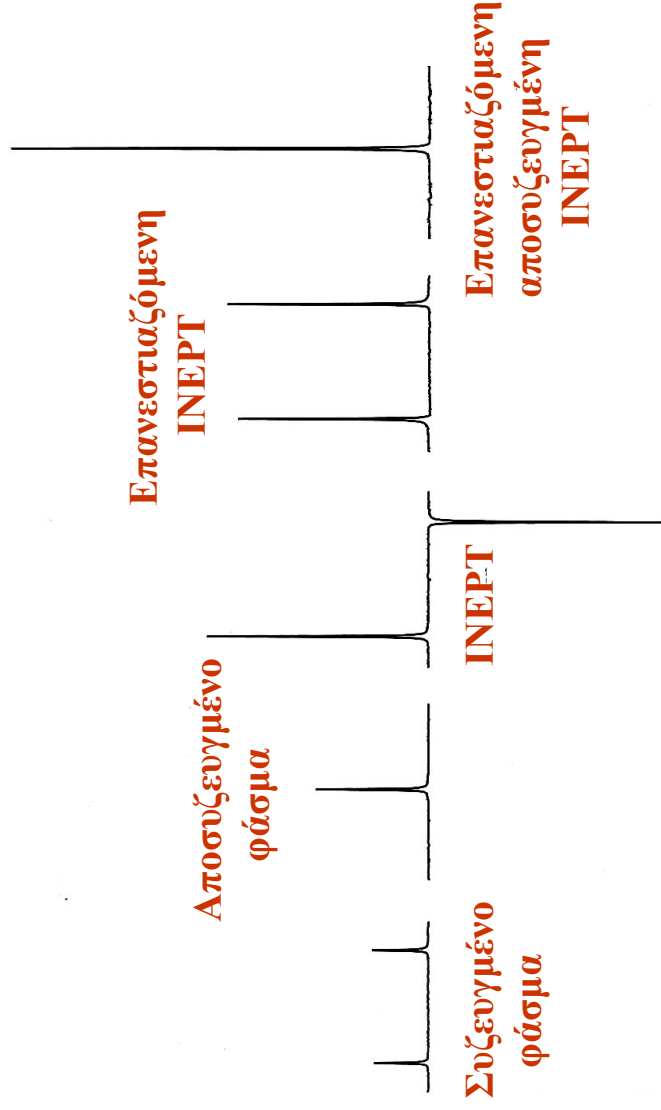 Συζευγμένο
φάσμα
Αποσυζευγμένο
φάσμα
INEPT
Επανεστιαζόμενη
INEPT
Επανεστιαζόμενη
αποσυζευγμένη
INEPT